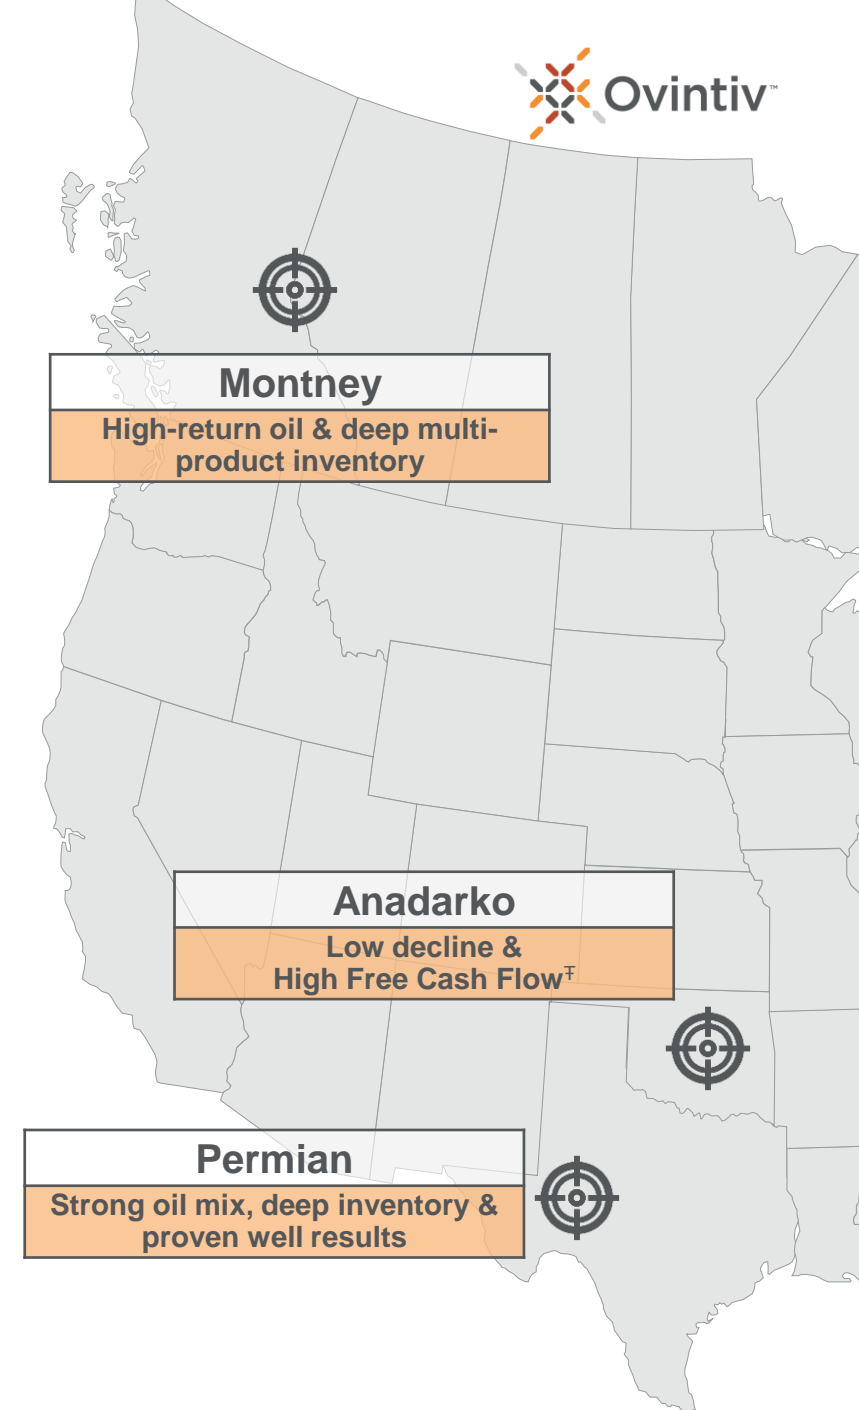 Ovintiv™
Montney
High-return oil & deep multi-
product inventory
Anadarko
Low decline &
High Free Cash Flow Ŧ
Permian
Strong oil mix, deep inventory &
proven well results